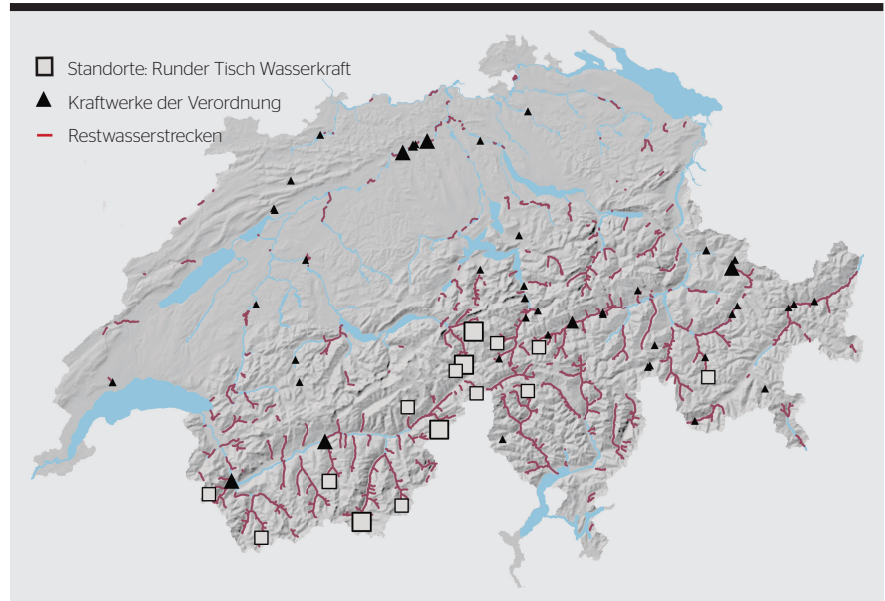 Standorte: Runder Tisch Wasserkraft
Kraftwerke der Verordnung
Restwasserstrecken